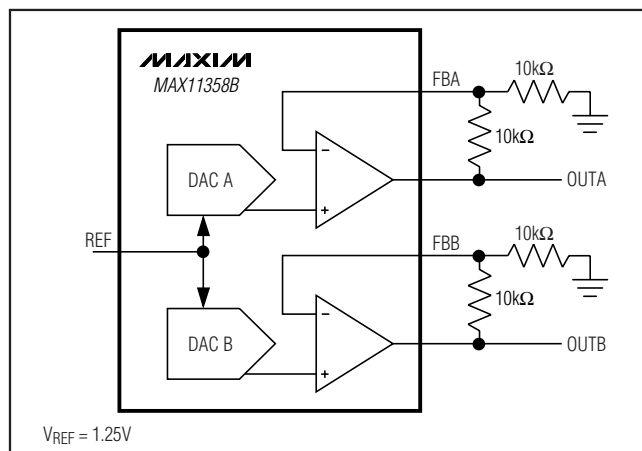 MAXIM
MAX11358B
FBA
10kΩ
10kΩ
DAC A
−
+
OUTA
REF
FBB
10kΩ
10kΩ
DAC B
−
+
OUTB
VREF = 1.25V